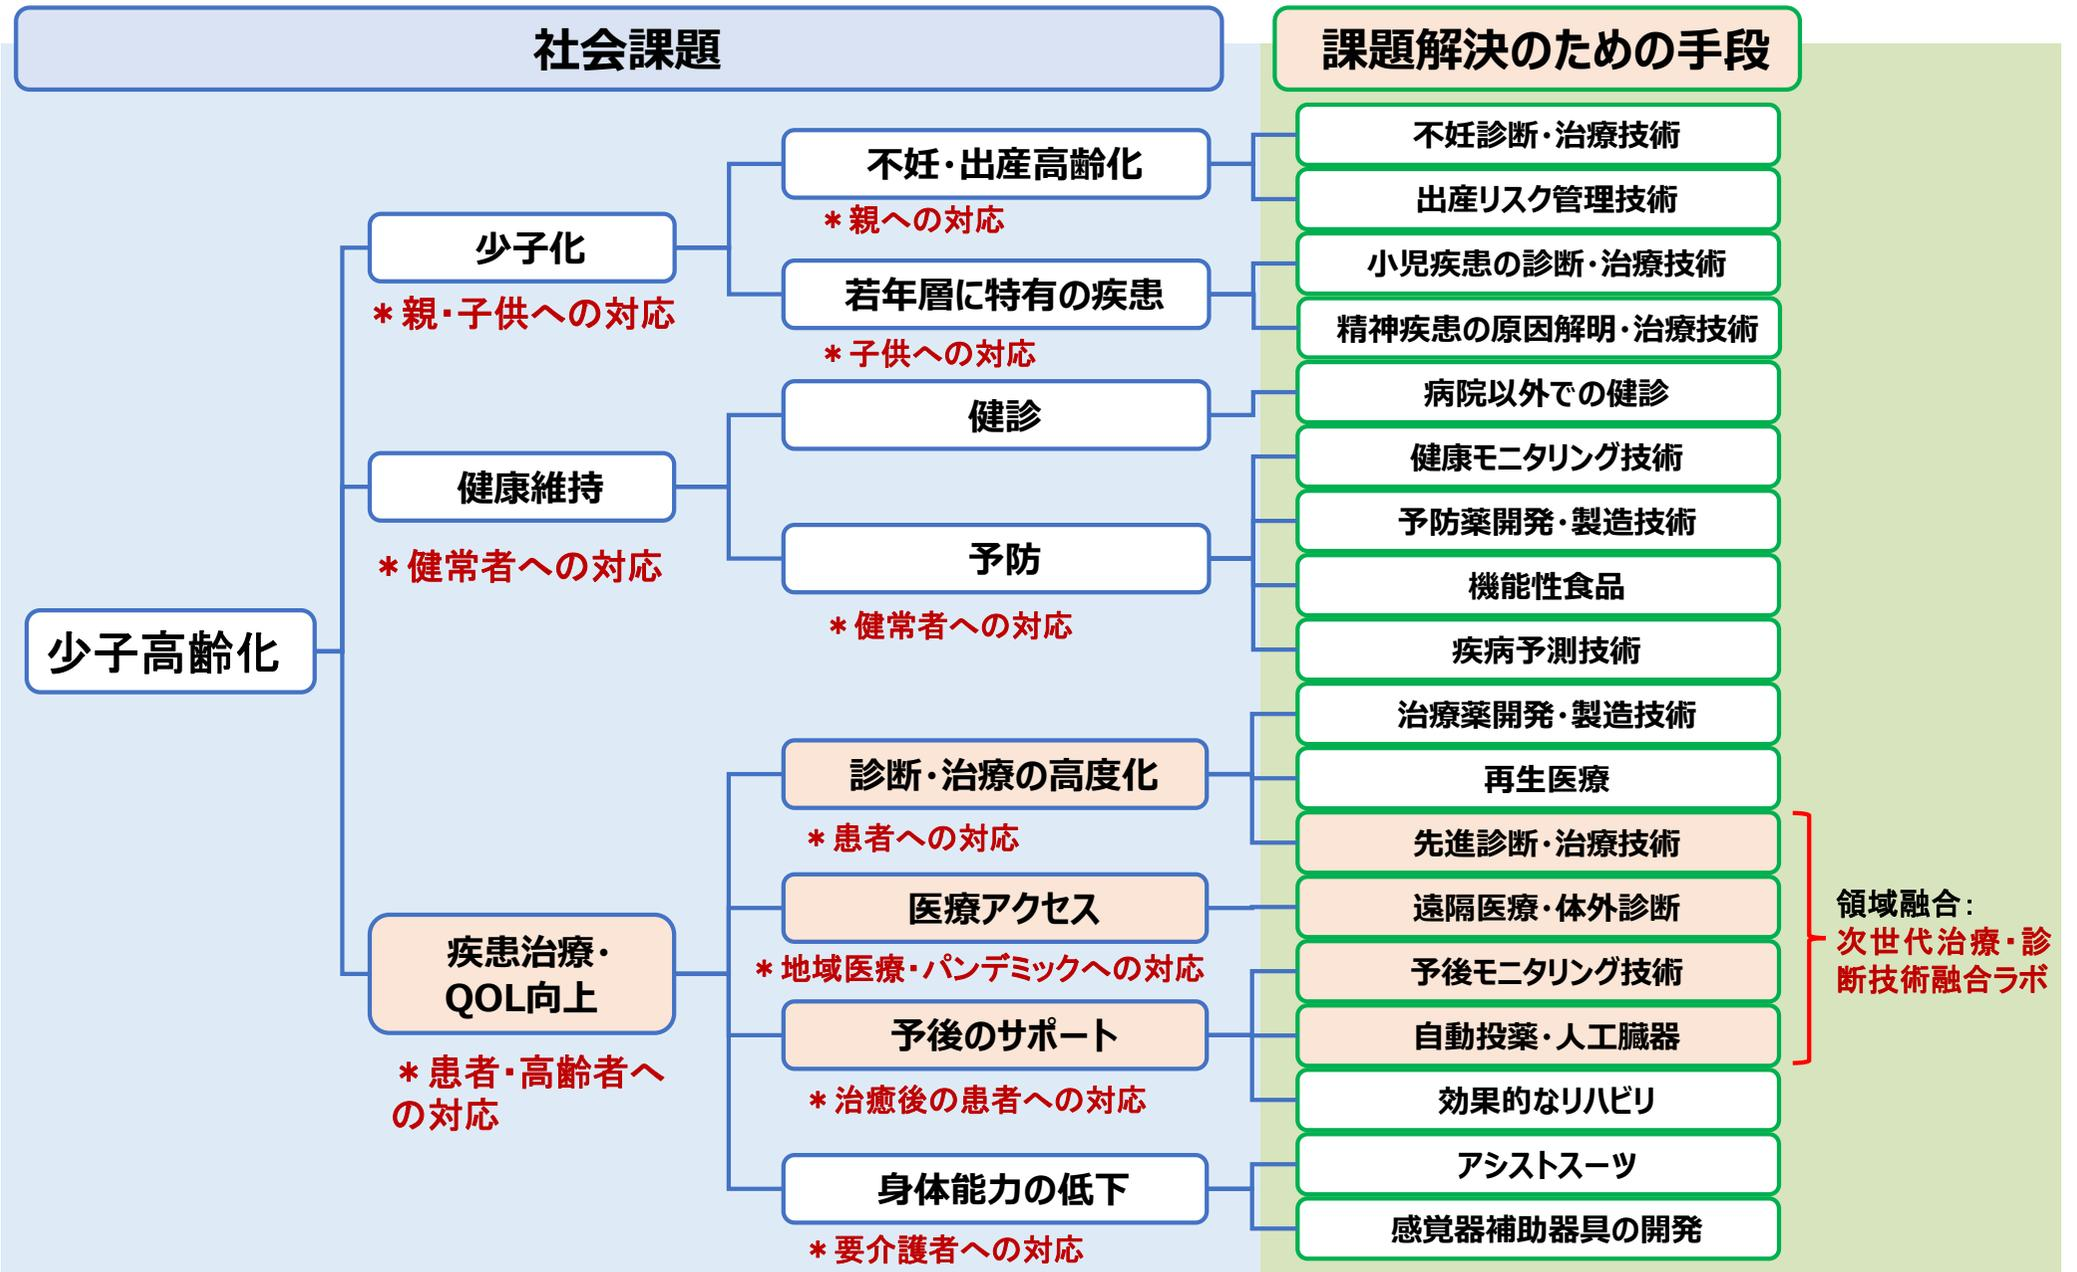 社会課題
課題解決のための手段
少子高齢化
少子化
＊親・子供への対応
不妊・出産高齢化
＊親への対応
不妊診断・治療技術
出産リスク管理技術
若年層に特有の疾患
＊子供への対応
小児疾患の診断・治療技術
精神疾患の原因解明・治療技術
健康維持
＊健常者への対応
健診
病院以外での健診
予防
＊健常者への対応
健康モニタリング技術
予防薬開発・製造技術
機能性食品
疾病予測技術
疾患治療・
QOL向上
＊患者・高齢者へ
の対応
診断・治療の高度化
＊患者への対応
治療薬開発・製造技術
再生医療
先進診断・治療技術
医療アクセス
＊地域医療・パンデミックへの対応
遠隔医療・体外診断
予後のサポート
＊治癒後の患者への対応
予後モニタリング技術
自動投薬・人工臓器
効果的なリハビリ
身体能力の低下
＊要介護者への対応
アシストスーツ
感覚器補助器具の開発
領域融合：
次世代治療・診
断技術融合ラボ